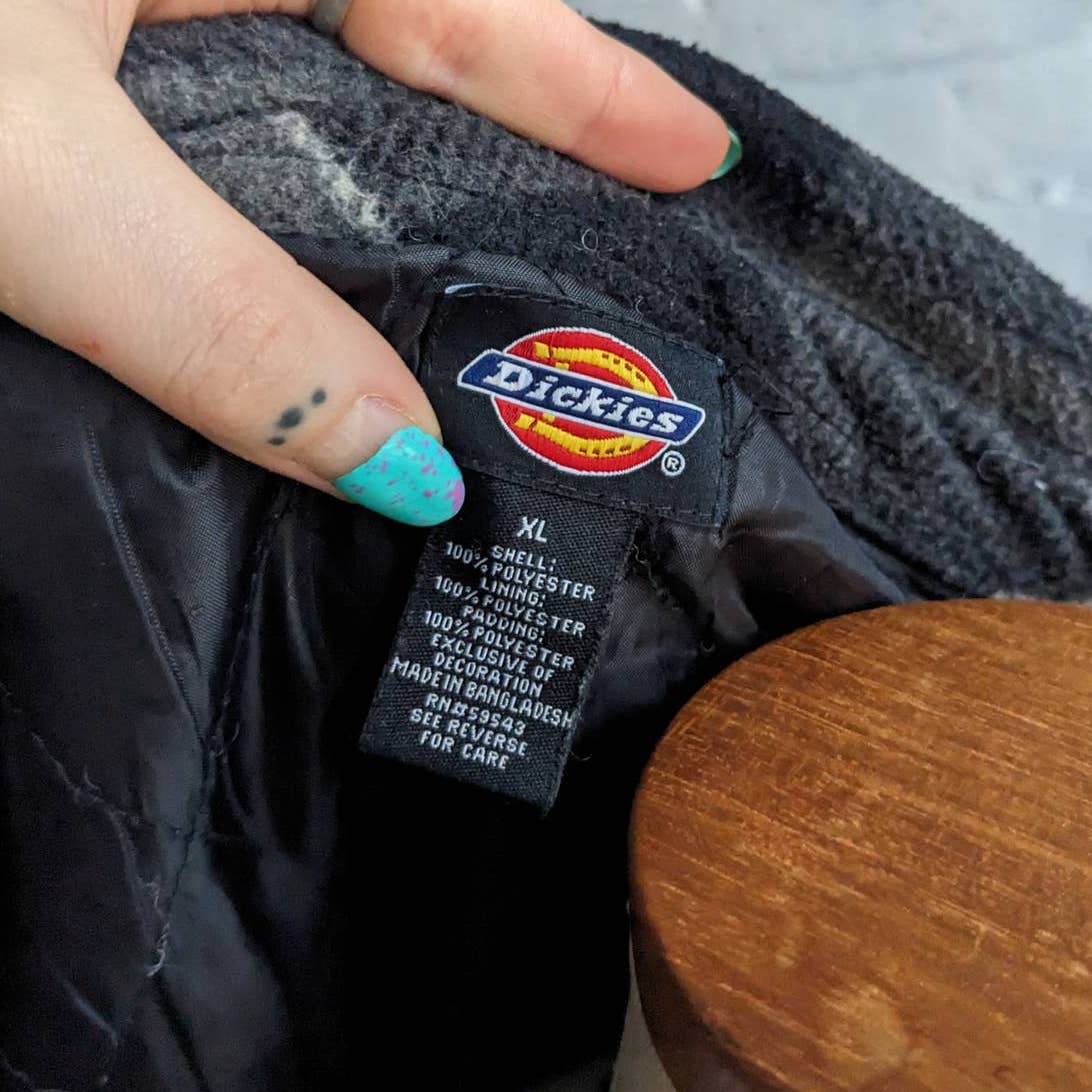 Dickies
®
XL
SHELL:
100% POLYESTER
LINING:
100% POLYESTER
PADDING:
100% POLYESTER
EXCLUSIVE OF
DECORATION
MADE IN BANGLADESH
RN#59543
SEE REVERSE
FOR CARE